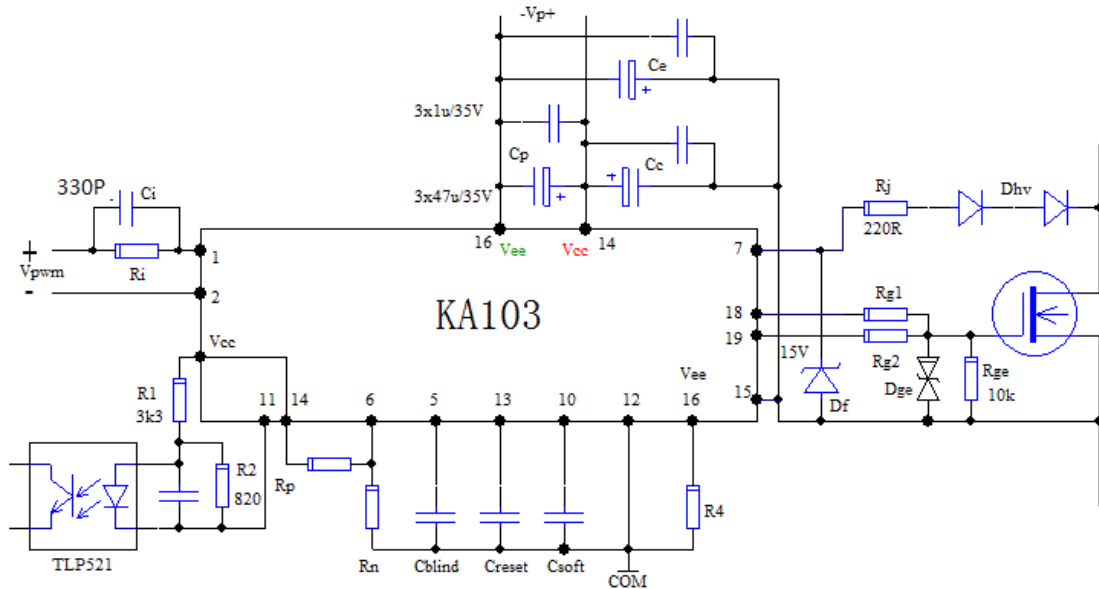 -Vp+
Ce
3x1u/35V
Cp
Cc
330P
Ci
3x47u/35V
Rj
Dhv
220R
+
Vpwm
-
Ri
1
16
Vee
Vcc
14
7
2
KA103
18
Rg1
19
Vcc
15V
Rg2
Rge
Vee
Dge
10k
R1
3k3
11
14
6
5
13
10
12
16
15
Df
R2
820
Rp
R4
TLP521
Rn
Cblind
Creset
Csoft
COM